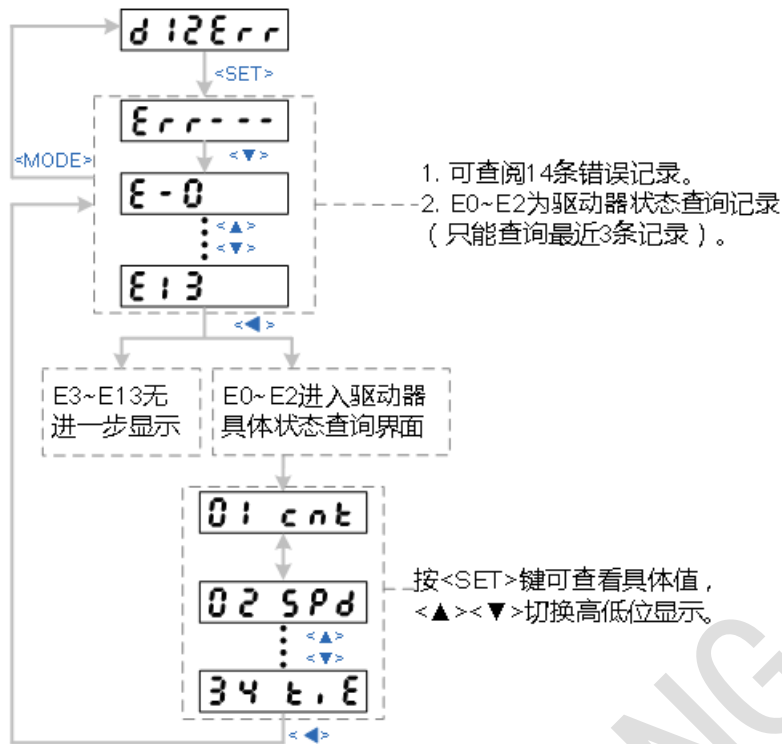 d12Err
<SET>
Err---
<▼>
<MODE>
E-0
<▲>
<▼>
E13
<◀>
1. 可查阅14条错误记录。
2. E0~E2为驱动器状态查询记录
(只能查询最近3条记录)。
E3~E13无
进一步显示
E0~E2进入驱动器
具体状态查询界面
01 cnt
02 SPd
<▲>
<▼>
34 tiE
<◀>
按<SET>键可查看具体值,
<▲><▼>切换高低位显示。